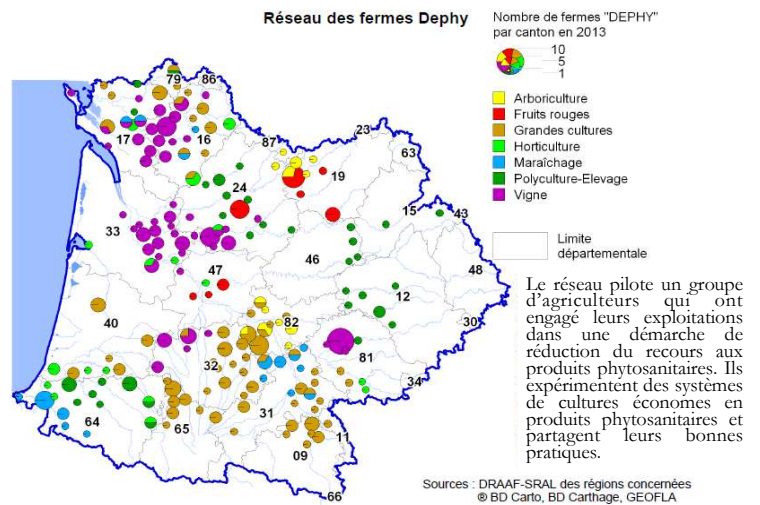 Réseau des fermes Dephy
Nombre de fermes "DEPHY"
par canton en 2013
10
5
1
Arboriculture
Fruits rouges
Grandes cultures
Horticulture
Maraîchage
Polyculture-Elevage
Vigne
Limite
départementale
79
86
17
16
87
23
63
19
24
15
43
33
46
48
47
12
40
82
30
32
81
34
64
65
31
11
09
66
Le réseau pilote un groupe
d'agriculteurs qui ont
engagé leurs exploitations
dans une démarche de
réduction du recours aux
produits phytosanitaires. Ils
expérimentent des systèmes
de cultures économes en
produits phytosanitaires et
partagent leurs bonnes
pratiques.
Sources : DRAAF-SRAL des régions concernées
® BD Carto, BD Carthage, GEOFLA